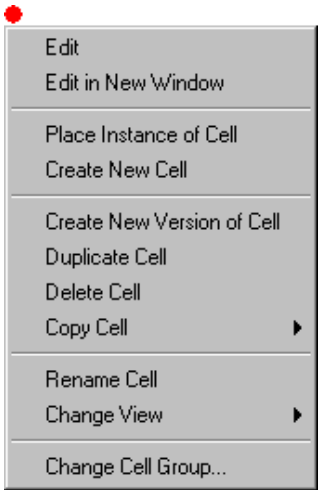 Edit
Edit in New Window
Place Instance of Cell
Create New Cell
Create New Version of Cell
Duplicate Cell
Delete Cell
Copy Cell
Rename Cell
Change View
Change Cell Group...